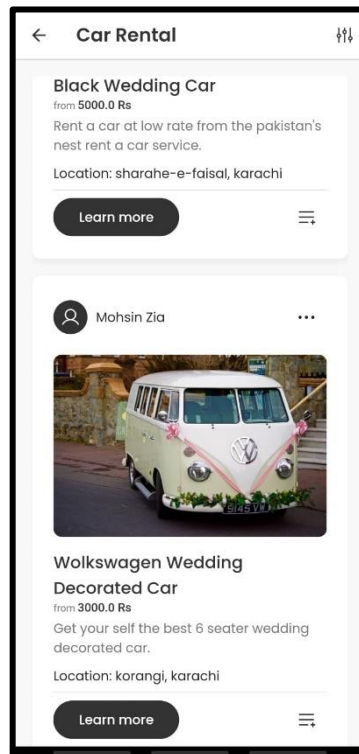 Car Rental
Black Wedding Car
from 5000.0 Rs
Rent a car at low rate from the pakistan's
nest rent a car service.
Location: sharahe-e-faisal, karachi
Learn more
Mohsin Zia
9145 VW
Wolkswagen Wedding
Decorated Car
from 3000.0 Rs
Get your self the best 6 seater wedding
decorated car.
Location: korangi, karachi
Learn more